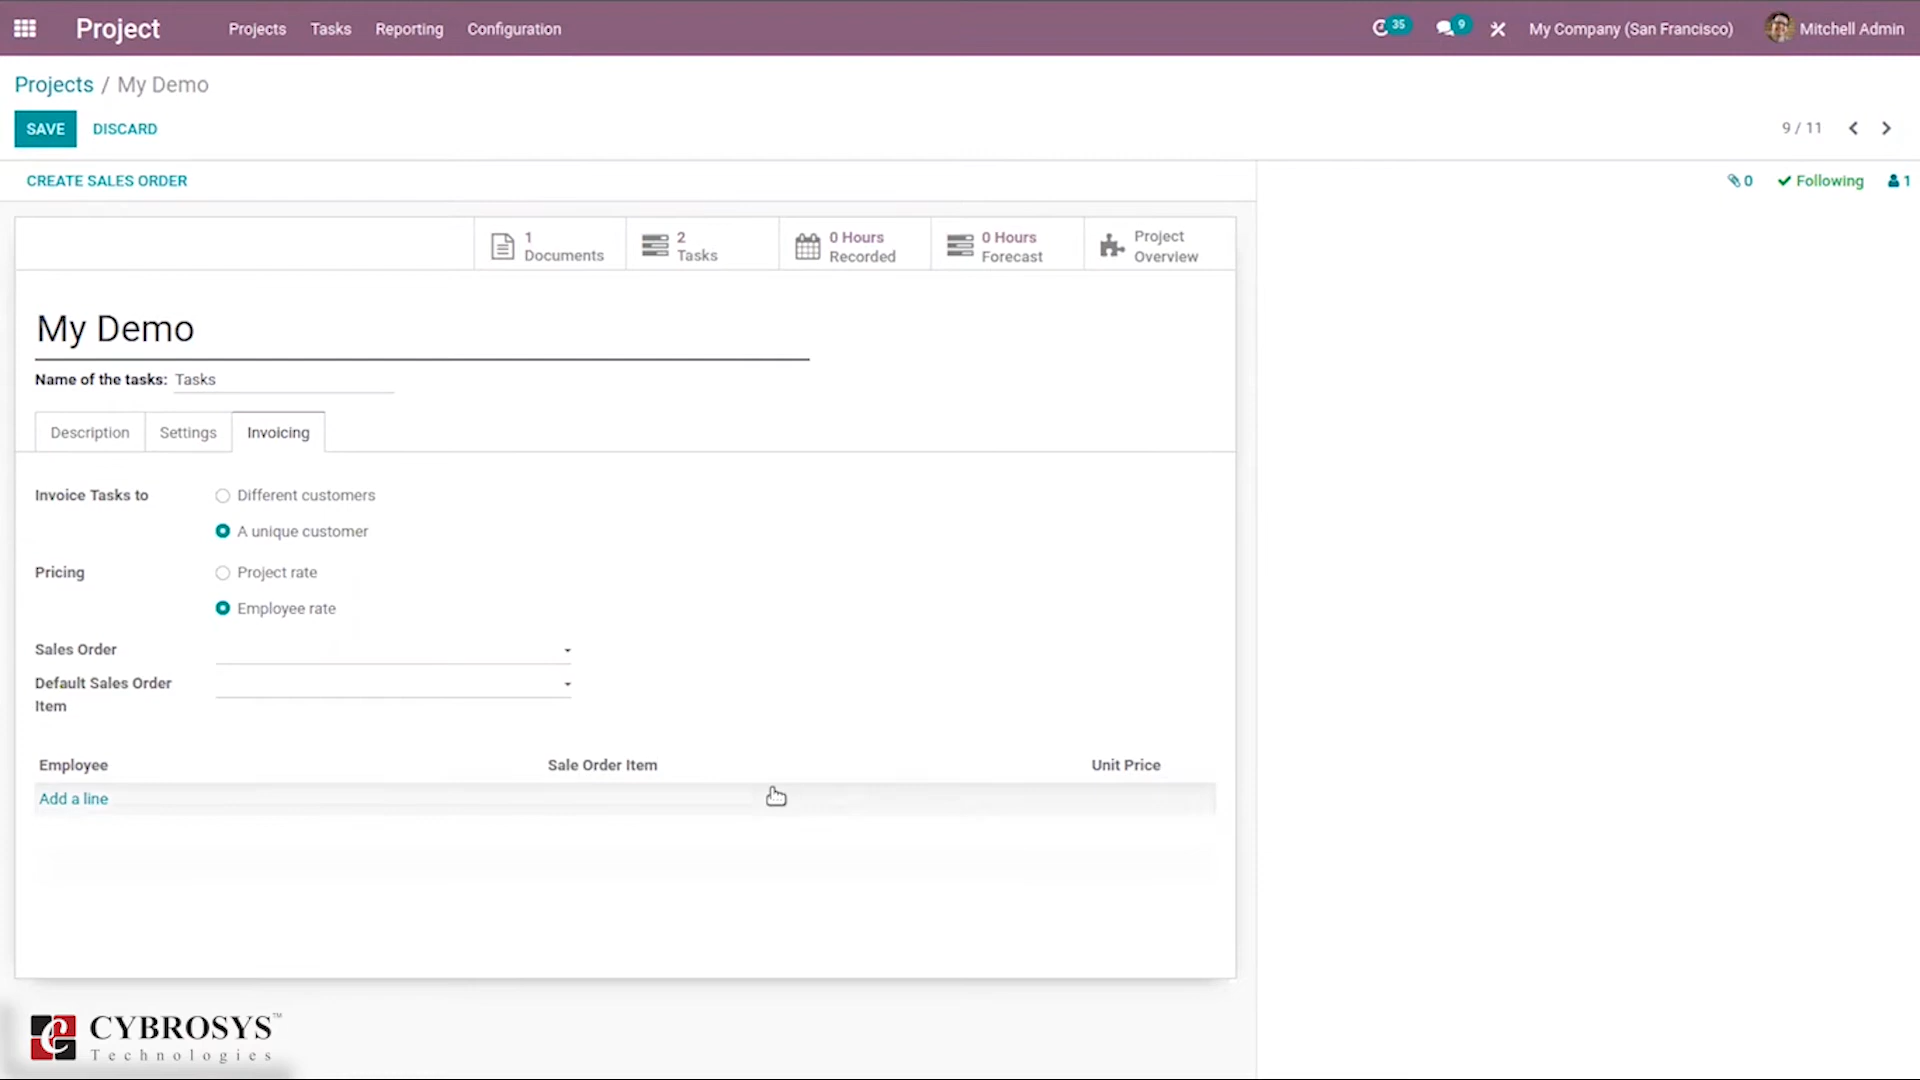 Project Projects Tasks Reporting Configuration 35 9 My Company (San Francisco) Mitchell Admin
Projects / My Demo
SAVE DISCARD 9 / 11
CREATE SALES ORDER 0 Following 1
1 Documents
2 Tasks
0 Hours Recorded
0 Hours Forecast
Project Overview
My Demo
Name of the tasks: Tasks
Description Settings Invoicing
Invoice Tasks to Different customers
A unique customer
Pricing Project rate
Employee rate
Sales Order
Default Sales Order
Item
Employee Sale Order Item Unit Price
Add a line
CYBROSYS™
Technologies